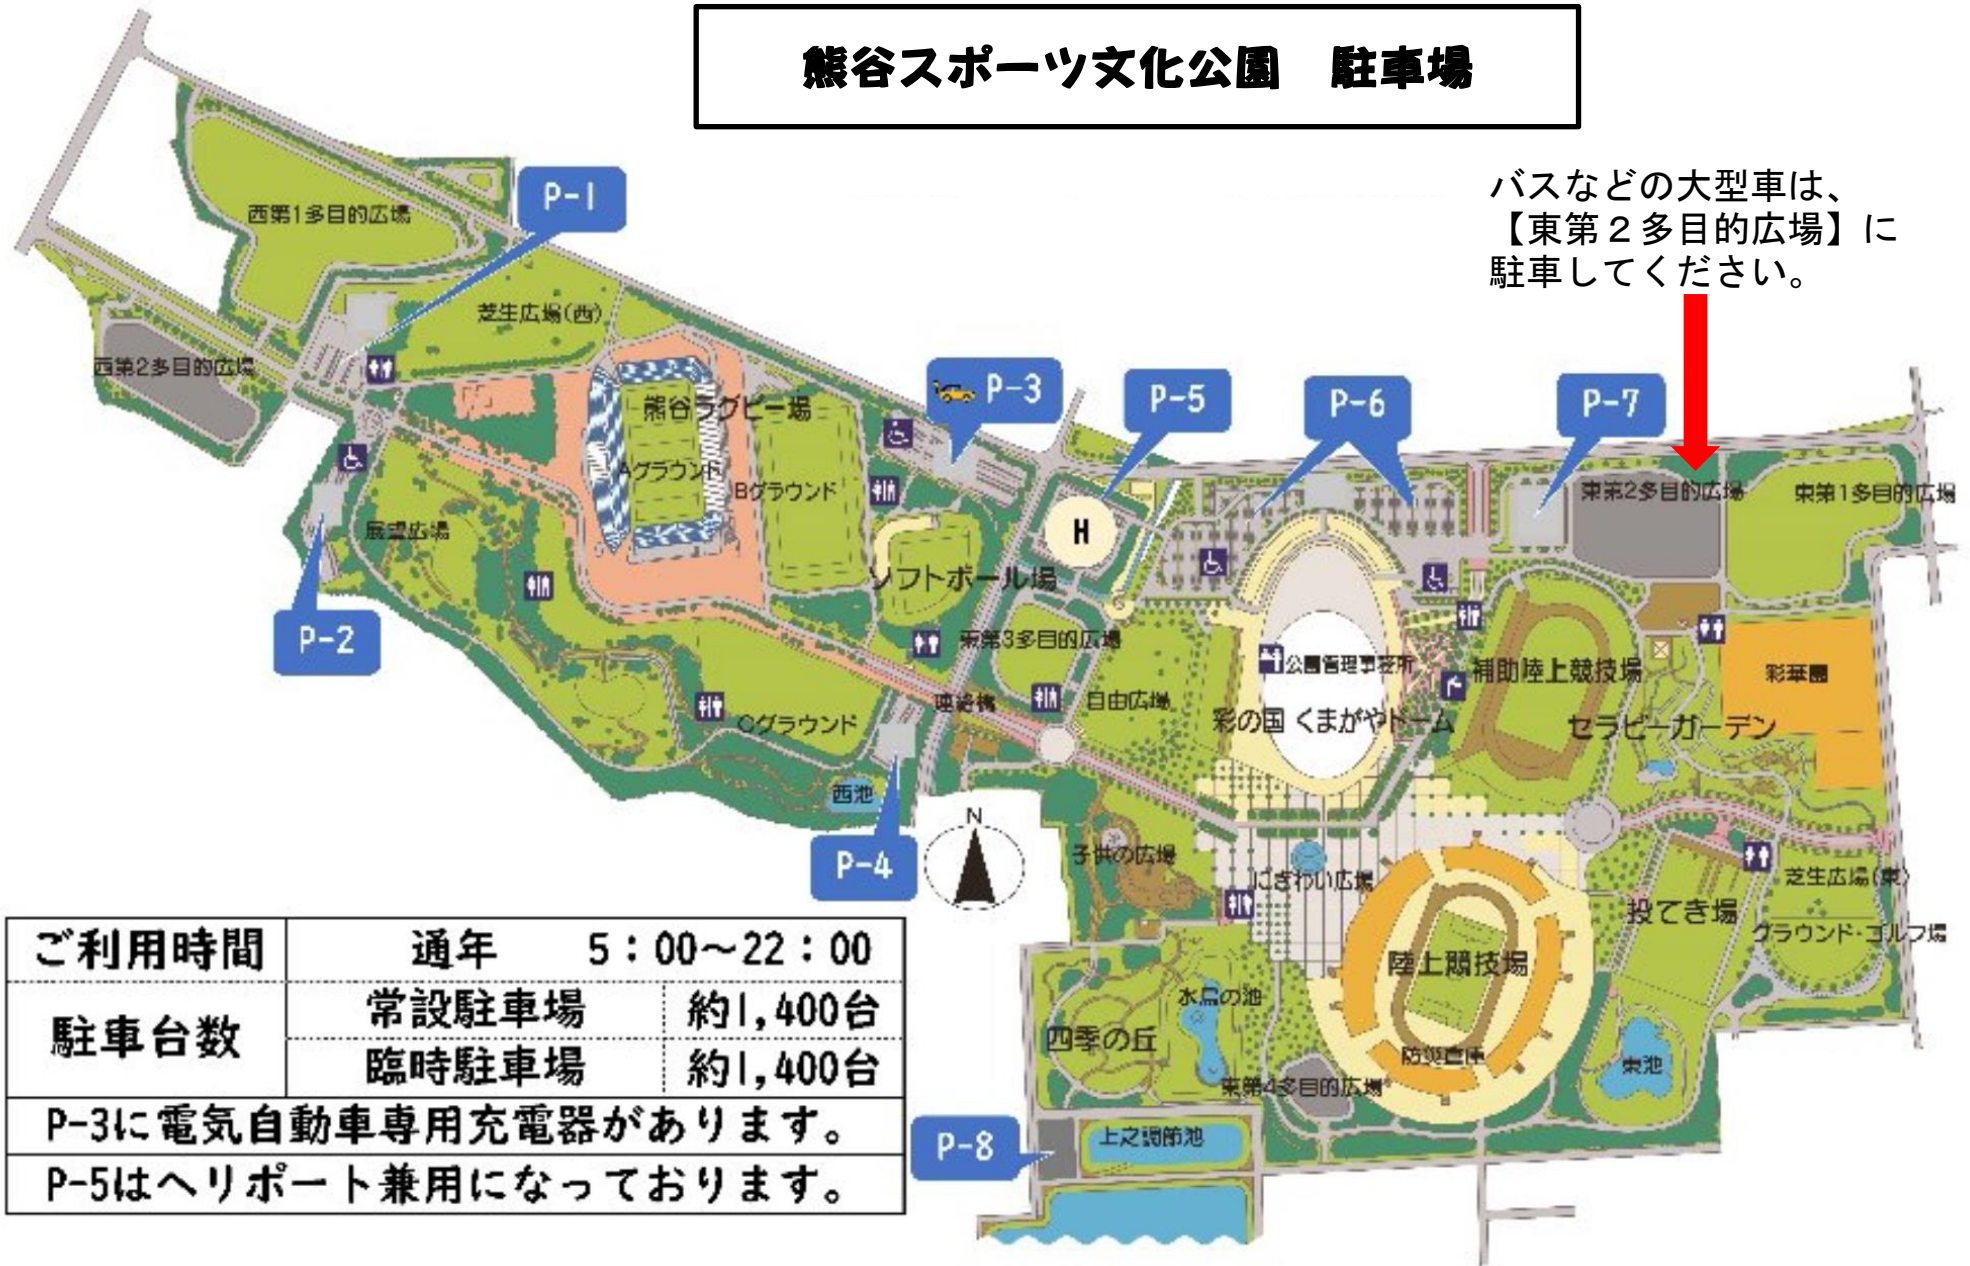 熊谷スポーツ文化公園　駐車場
バスなどの大型車は、
【東第２多目的広場】に
駐車してください。
P-1
西第1多目的広場
芝生広場(西)
西第2多目的広場
P-3
P-5
P-6
P-7
熊谷ラグビー場
Aグラウンド
Bグラウンド
東第2多目的広場
東第1多目的広場
展望広場
H
ソフトボール場
P-2
東第3多目的広場
公園管理事務所
補助陸上競技場
彩華園
連絡橋
自由広場
Cグラウンド
彩の国 くまがやドーム
セラピーガーデン
西池
N
P-4
子供の広場
にぎわい広場
芝生広場(東)
投てき場
グラウンド・ゴルフ場
陸上競技場
水鳥の池
四季の丘
防災倉庫
東池
東第4多目的広場
上之調節池
P-8
ご利用時間　通年　5：00～22：00
駐車台数　常設駐車場　約1,400台
臨時駐車場　約1,400台
P-3に電気自動車専用充電器があります。
P-5はヘリポート兼用になっております。